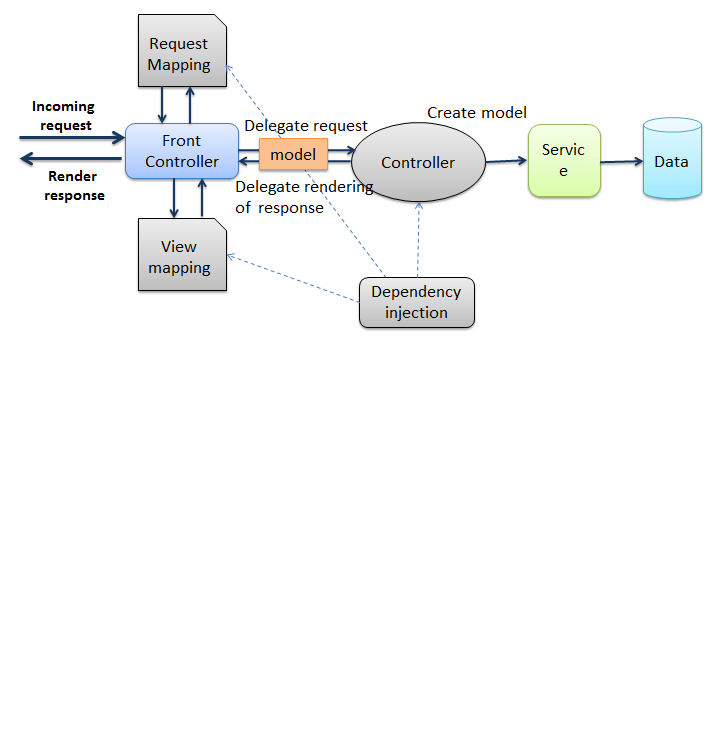 Request
Mapping
Incoming
request
Render
response
Front
Controller
Delegate request
model
Delegate rendering
of response
Create model
Controller
Servic
e
Data
View
mapping
Dependency
injection